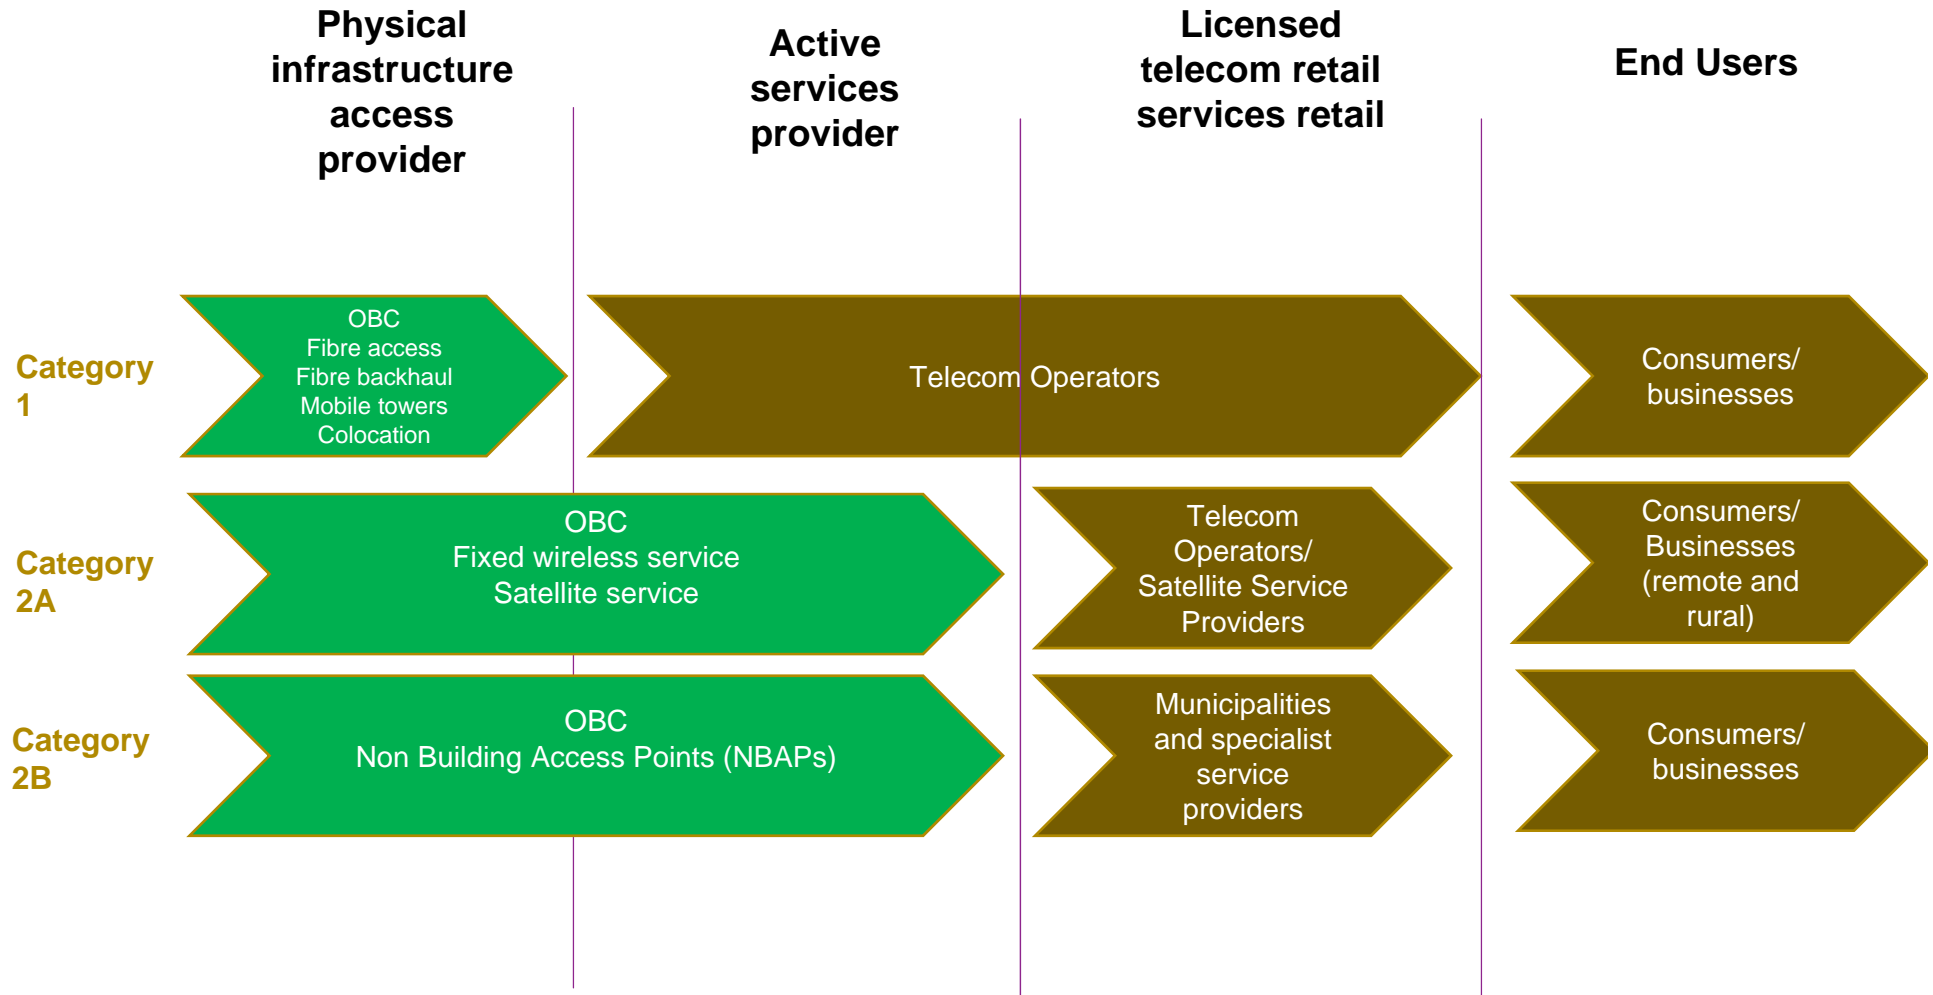 Physical
infrastructure
access
provider
Active
services
provider
Licensed
telecom retail
services retail
End Users
Category
1
OBC
Fibre access
Fibre backhaul
Mobile towers
Colocation
Telecom Operators
Consumers/
businesses
Category
2A
OBC
Fixed wireless service
Satellite service
Telecom
Operators/
Satellite Service
Providers
Consumers/
Businesses
(remote and
rural)
Category
2B
OBC
Non Building Access Points (NBAPs)
Municipalities
and specialist
service
providers
Consumers/
businesses